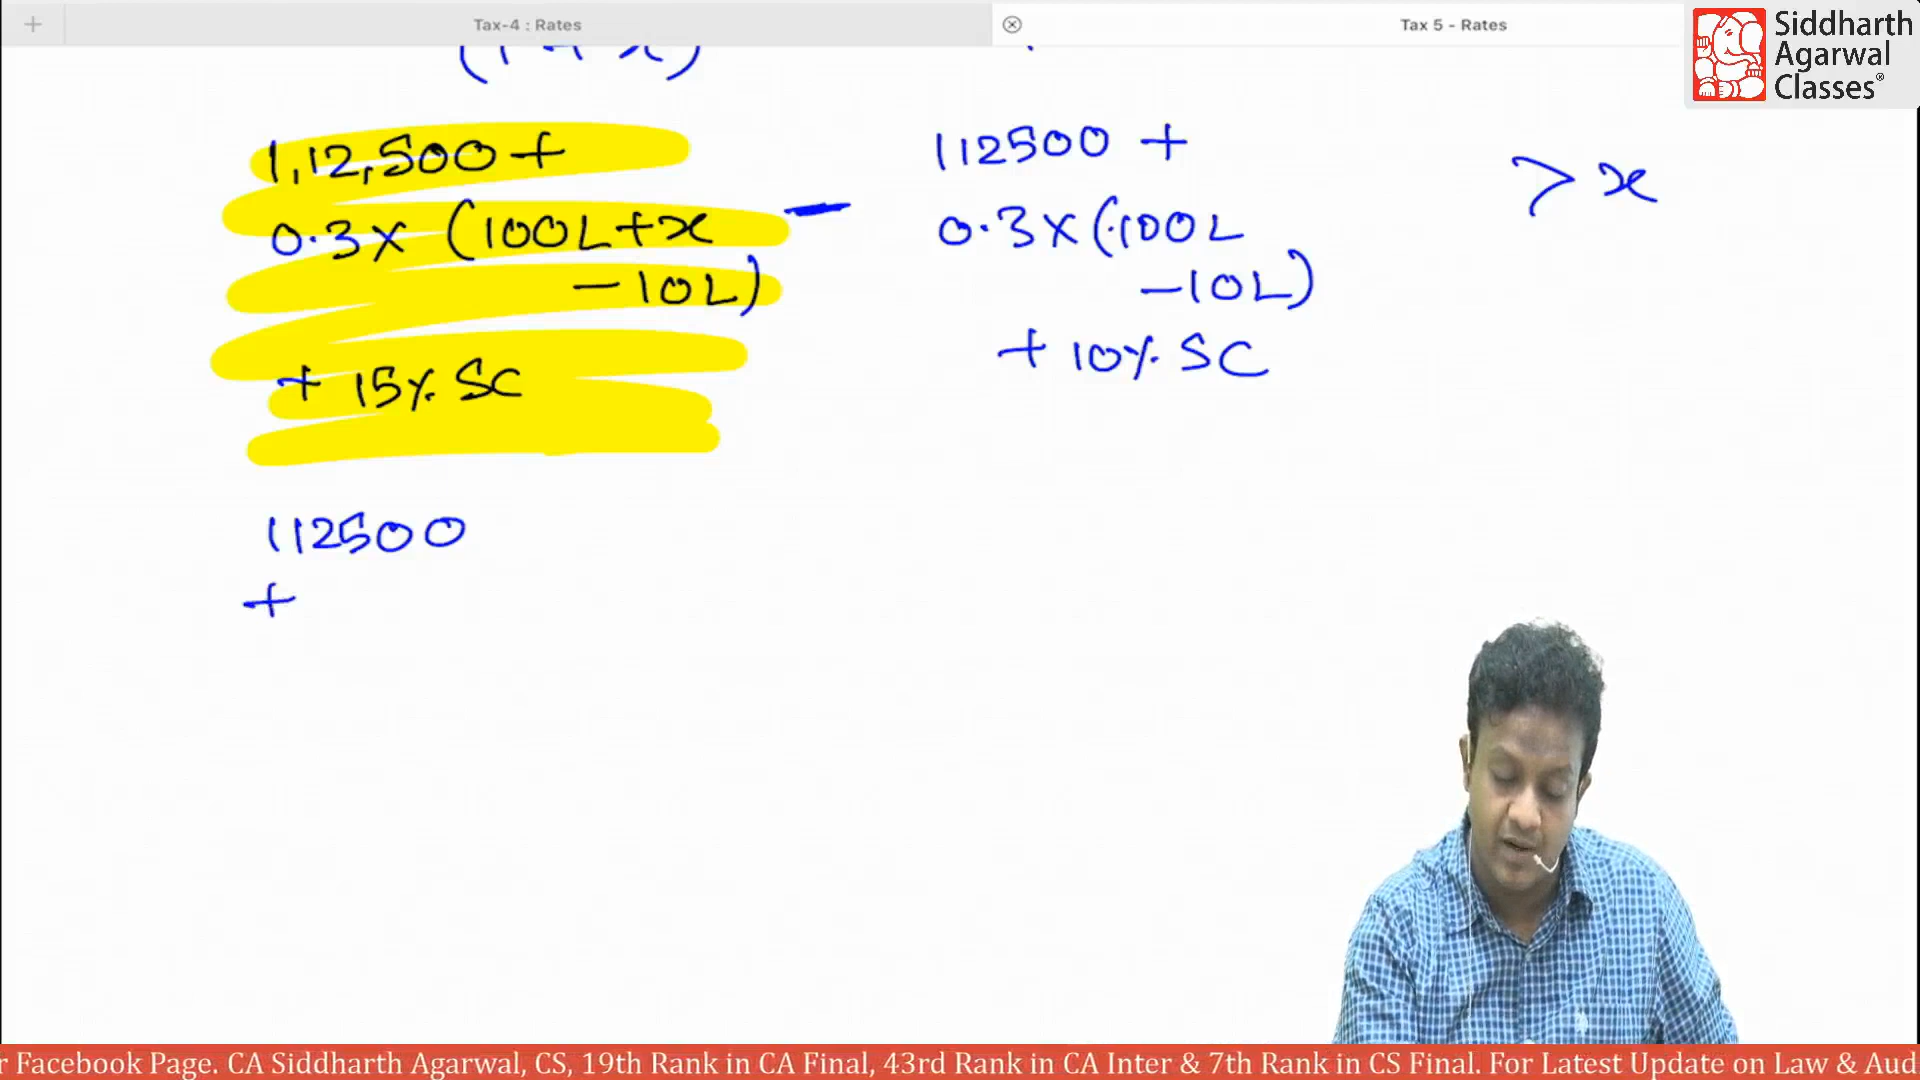 Tax-4 : Rates
Tax 5 - Rates
Siddharth
Agarwal
Classes®
1,12,500 +
0.3 x (100L + x
- 10L)
+ 15% SC
-
112500 +
0.3 x (100L
- 10L)
+ 10% SC
> x
112500
+
r Facebook Page. CA Siddharth Agarwal, CS, 19th Rank in CA Final, 43rd Rank in CA Inter & 7th Rank in CS Final. For Latest Update on Law & Aud